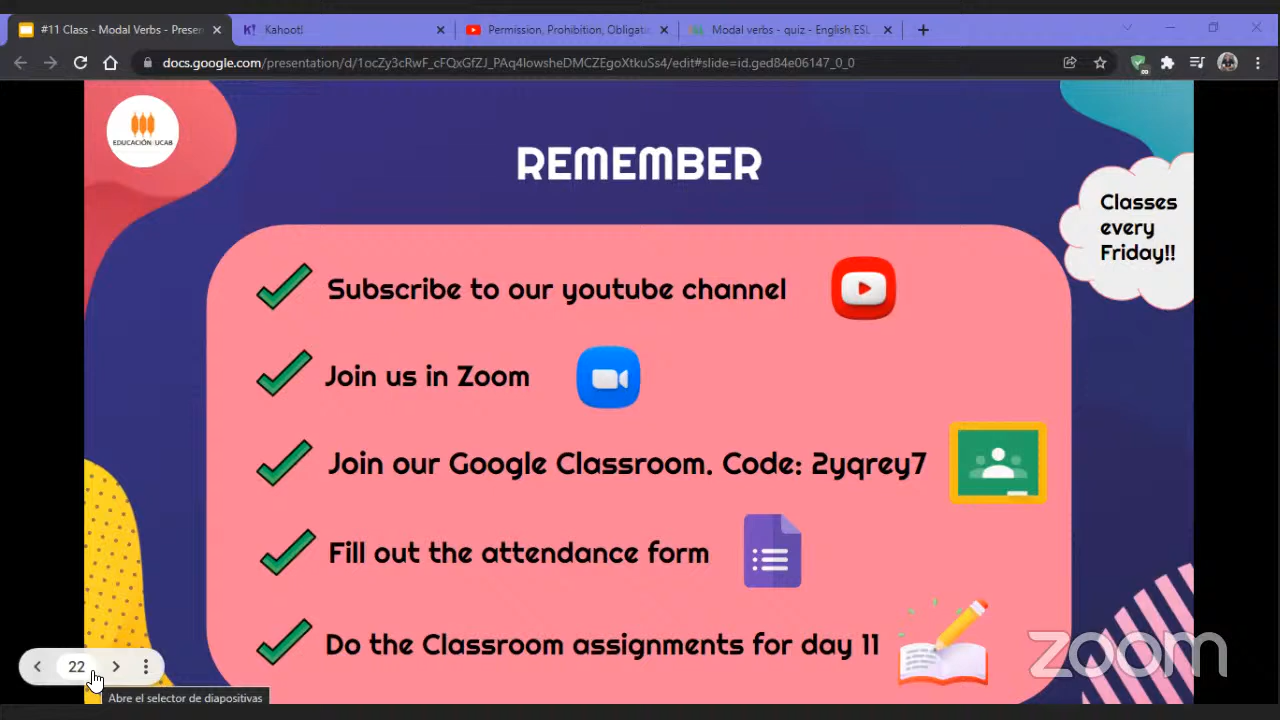 #11 Class - Modal Verbs - Presen
Kahoot!
Permission, Prohibition, Obligato
Modal verbs - quiz - English ESL
docs.google.com/presentation/d/1oczy3cRwF_cFQxGfZJ_PAq4lowsheDMCZEgoXtkuSs4/edit#slide=id.ged84e06147_0_0
EDUCACIÓN UCAB
REMEMBER
Classes
every
Friday!!
Subscribe to our youtube channel
Join us in Zoom
Join our Google Classroom. Code: 2yqrey7
Fill out the attendance form
Do the Classroom assignments for day 11
zoom
22
Abre el selector de diapositivas